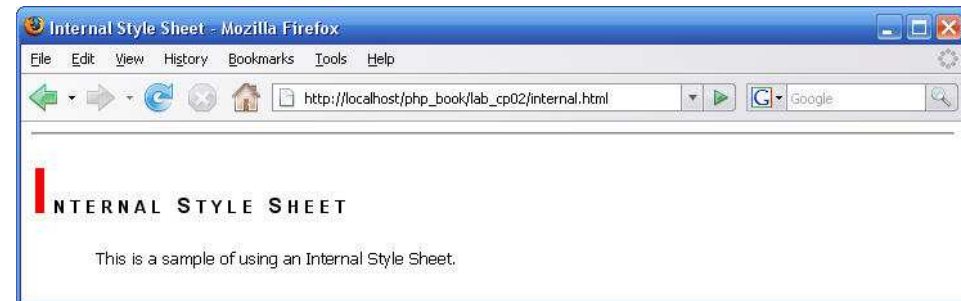 Internal Style Sheet - Mozilla Firefox
File Edit View History Bookmarks Tools Help
http://localhost/php_book/lab_cp02/internal.html G Google
INTERNAL STYLE SHEET
This is a sample of using an Internal Style Sheet.